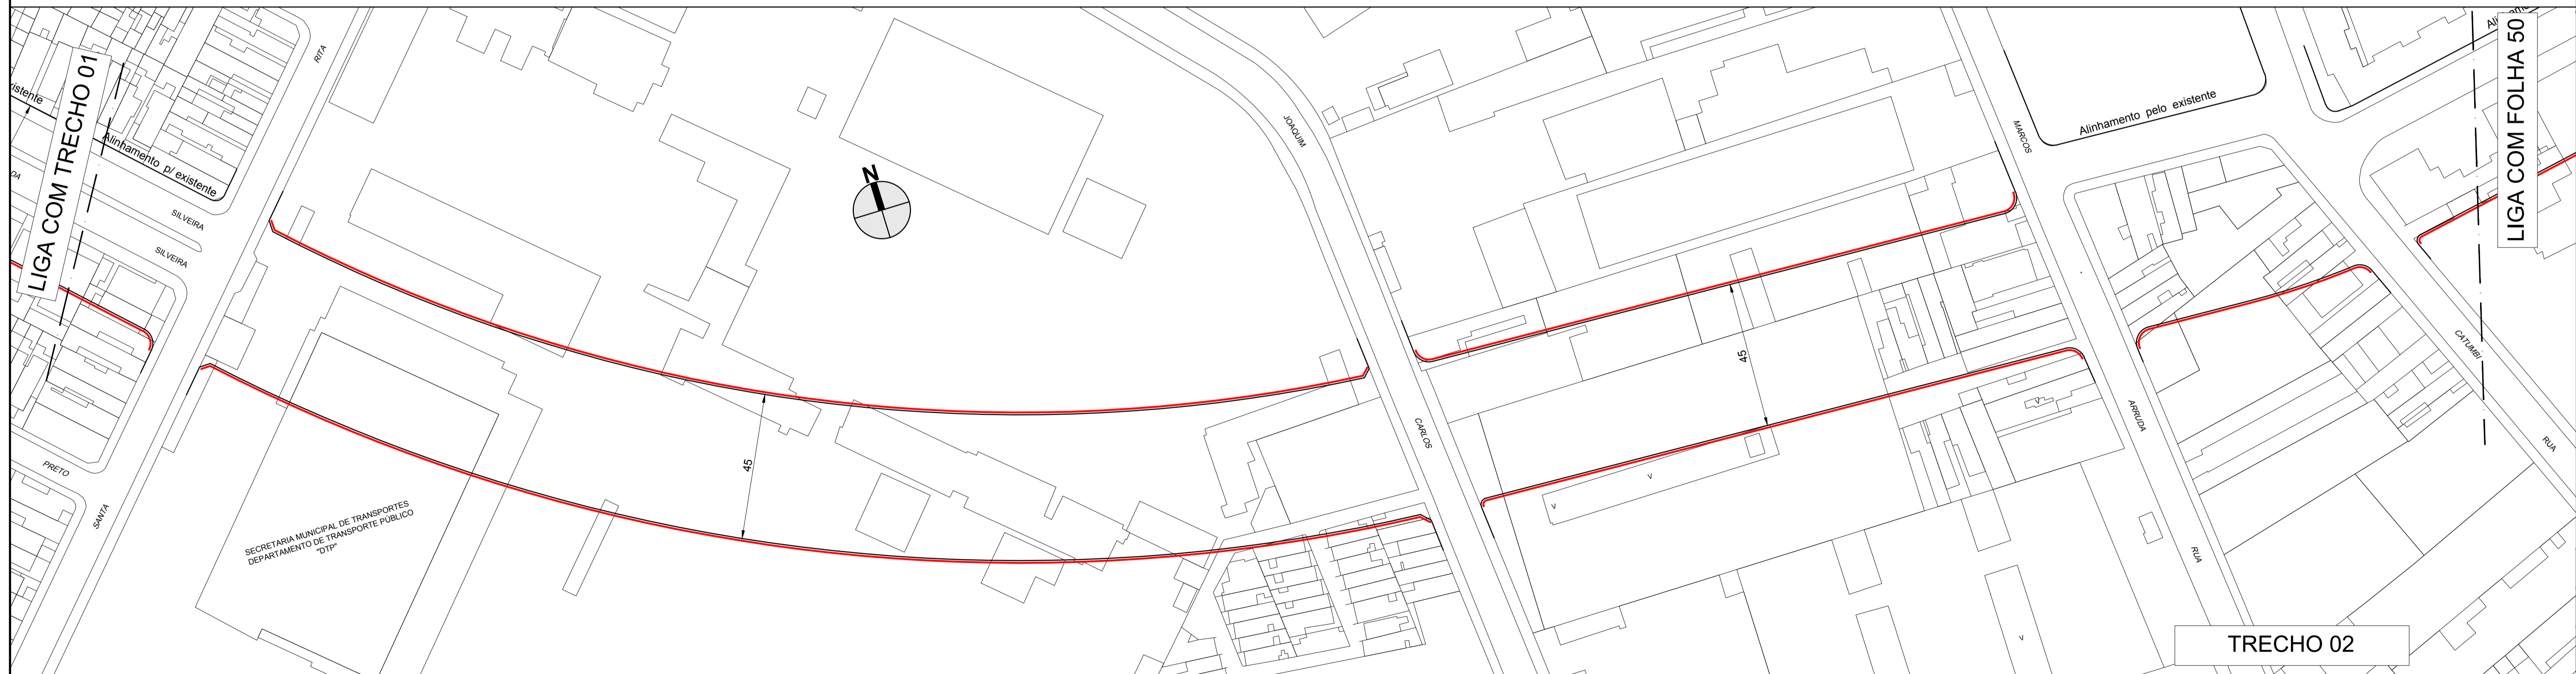 LIGA COM TRECHO 01
Alinhamento p/ existente
SILVEIRA
SILVEIRA
RITA
SANTA
PRETO
SECRETARIA MUNICIPAL DE TRANSPORTES
DEPARTAMENTO DE TRANSPORTE PÚBLICO
"DTP"
N
45
JOAQUIM
CARLOS
45
V
V
V
V
MARCOS
ARRUDA
RUA
Alinhamento pelo existente
CATUMBI
RUA
LIGA COM FOLHA 50
TRECHO 02